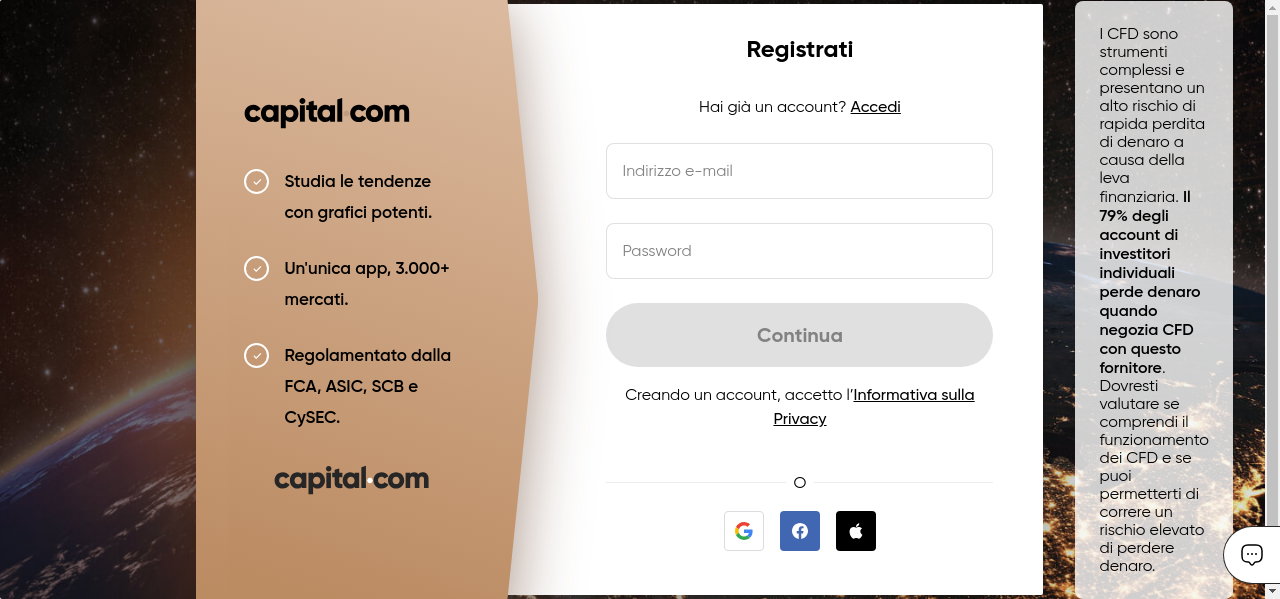 capital.com
Studia le tendenze
con grafici potenti.
Un'unica app, 3.000+
mercati.
Regolamentato dalla
FCA, ASIC, SCB e
CySEC.
capital.com
Registrati
Hai già un account? Accedi
Indirizzo e-mail
Password
Continua
Creando un account, accetto l'Informativa sulla
Privacy
O
I CFD sono
strumenti
complessi e
presentano un
alto rischio di
rapida perdita
di denaro a
causa della
leva
finanziaria. Il
79% degli
account di
investitori
individuali
perde denaro
quando
negozia CFD
con questo
fornitore.
Dovresti
valutare se
comprendi il
funzionamento
dei CFD e se
puoi
permetterti di
correre un
rischio elevato
di perdere
denaro.